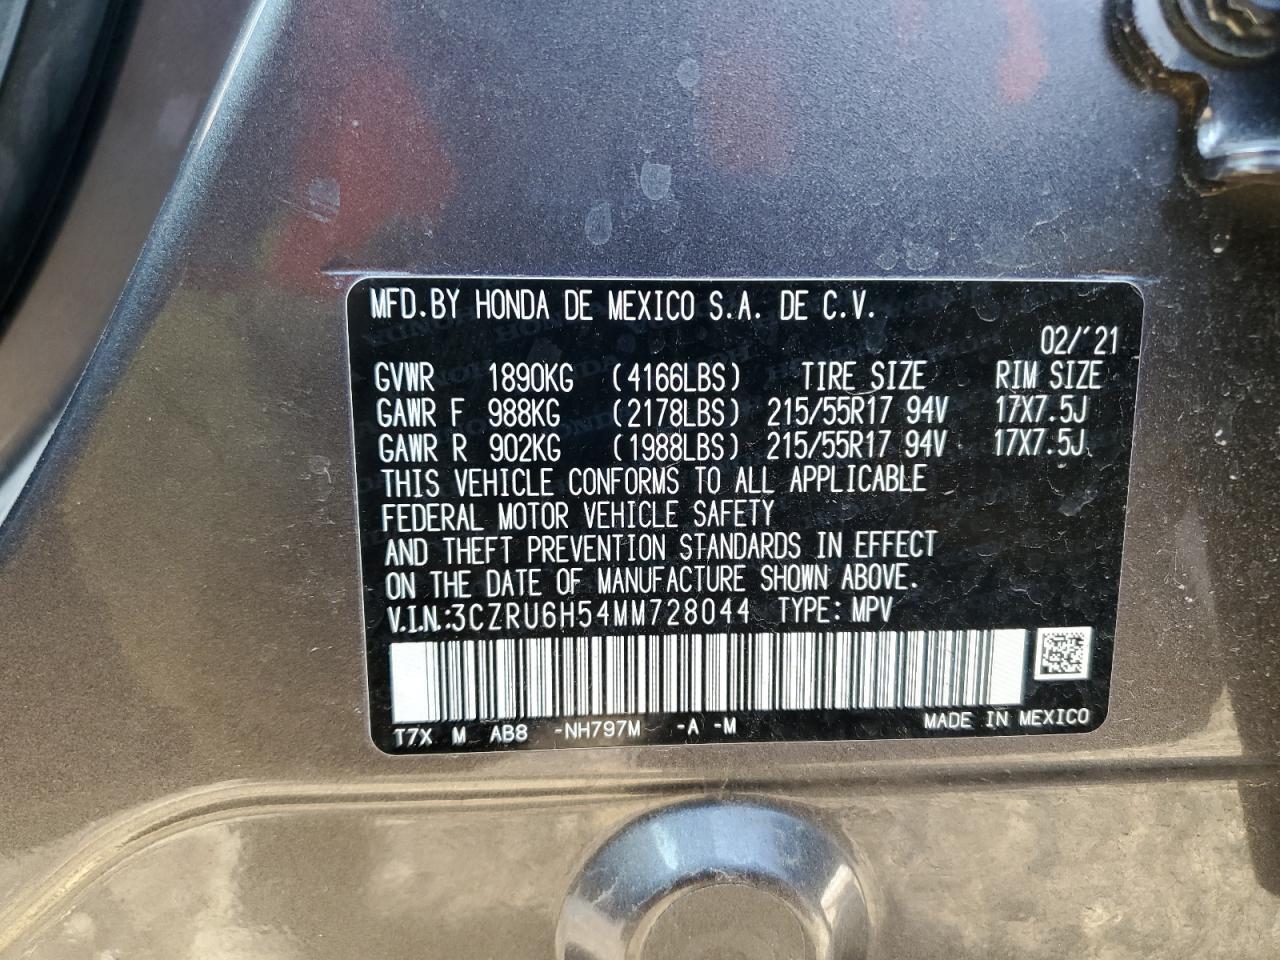 MFD.BY HONDA DE MEXICO S.A. DE C.V.
02/'21
GVWR 1890KG (4166LBS) TIRE SIZE RIM SIZE
GAWR F 988KG (2178LBS) 215/55R17 94V 17X7.5J
GAWR R 902KG (1988LBS) 215/55R17 94V 17X7.5J
THIS VEHICLE CONFORMS TO ALL APPLICABLE
FEDERAL MOTOR VEHICLE SAFETY
AND THEFT PREVENTION STANDARDS IN EFFECT
ON THE DATE OF MANUFACTURE SHOWN ABOVE.
V.I.N.:3CZRU6H54MM728044 TYPE: MPV
T7X M AB8 -NH797M -A -M MADE IN MEXICO